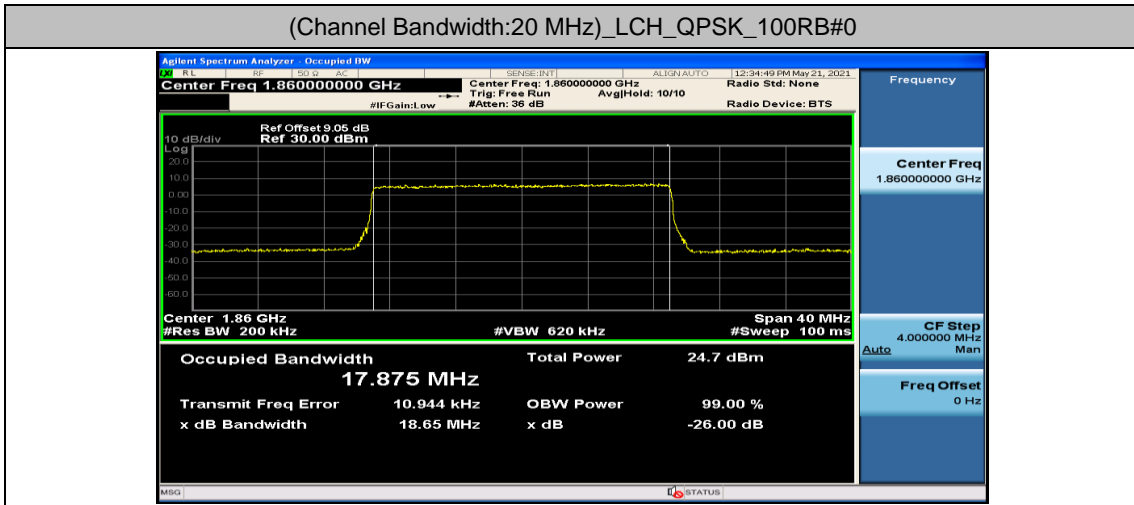 (Channel Bandwidth:20 MHz)_LCH_QPSK_100RB#0
Agilent Spectrum Analyzer - Occupied BW
LXI RL RF 50 Ω AC SENSE:INT ALIGN AUTO 12:34:49 PM May 21, 2021
Center Freq 1.860000000 GHz
Center Freq: 1.860000000 GHz Radio Std: None
Trig: Free Run Avg|Hold: 10/10
#IFGain:Low #Atten: 36 dB Radio Device: BTS
Frequency
Ref Offset 9.05 dB
10 dB/div Ref 30.00 dBm
Log
20.0
10.0
0.00
-10.0
-20.0
-30.0
-40.0
-50.0
-60.0
Center Freq
1.860000000 GHz
Center 1.86 GHz Span 40 MHz
#Res BW 200 kHz #VBW 620 kHz #Sweep 100 ms
CF Step
4.000000 MHz
Auto Man
Occupied Bandwidth Total Power 24.7 dBm
17.875 MHz
Transmit Freq Error 10.944 kHz OBW Power 99.00 %
x dB Bandwidth 18.65 MHz x dB -26.00 dB
Freq Offset
0 Hz
MSG STATUS